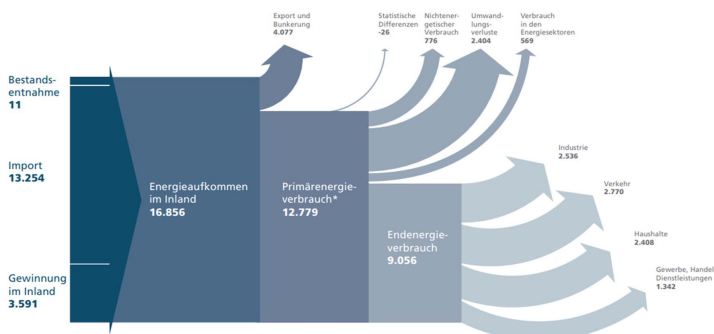 Export und
Bunkerung
4.077
Statistische
Differenzen
-26
Nichtener-
getischer
Verbrauch
776
Umwand-
lungs-
verluste
2.404
Verbrauch
in den
Energiesektoren
569
Bestands-
entnahme
11
Import
13.254
Gewinnung
im Inland
3.591
Energieaufkommen
im Inland
16.856
Primärenergie-
verbrauch*
12.779
Endenergie-
verbrauch
9.056
Industrie
2.536
Verkehr
2.770
Haushalte
2.408
Gewerbe, Handel
Dienstleistungen
1.342